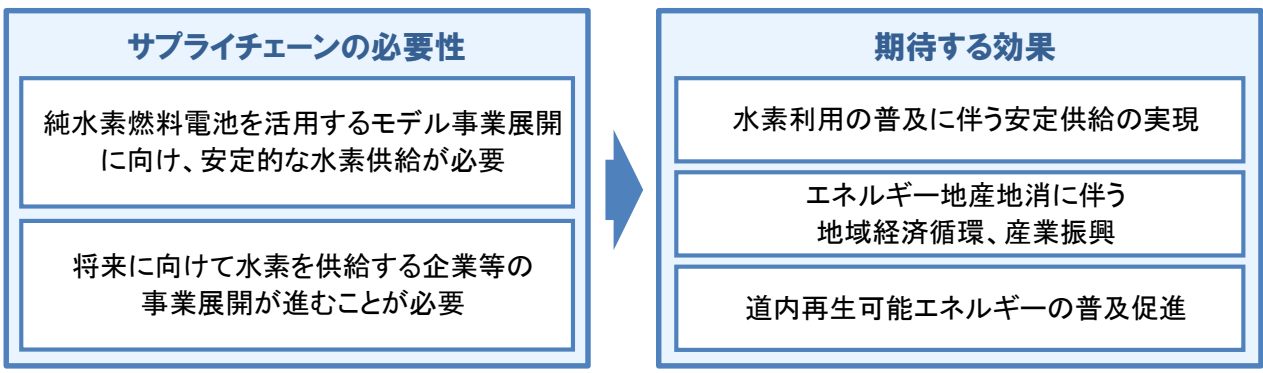 サプライチェーンの必要性
純水素燃料電池を活用するモデル事業展開
に向け、安定的な水素供給が必要
将来に向けて水素を供給する企業等の
事業展開が進むことが必要
期待する効果
水素利用の普及に伴う安定供給の実現
エネルギー地産地消に伴う
地域経済循環、産業振興
道内再生可能エネルギーの普及促進